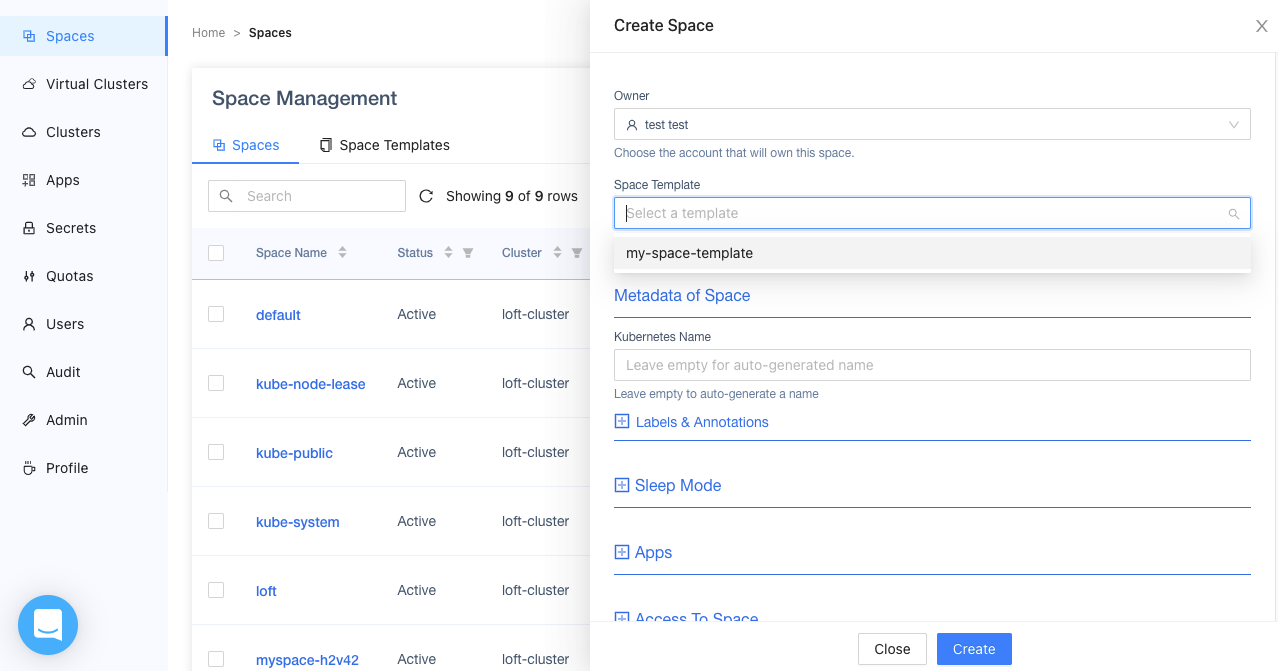 Spaces
Virtual Clusters
Clusters
Apps
Secrets
Quotas
Users
Audit
Admin
Profile
Home > Spaces
Space Management
Spaces
Space Templates
Search
Showing 9 of 9 rows
Space Name Status Cluster
default Active loft-cluster
kube-node-lease Active loft-cluster
kube-public Active loft-cluster
kube-system Active loft-cluster
loft Active loft-cluster
myspace-h2v42 Active loft-cluster
Create Space
Owner
test test
Choose the account that will own this space.
Space Template
Select a template
my-space-template
Metadata of Space
Kubernetes Name
Leave empty for auto-generated name
Leave empty to auto-generate a name
Labels & Annotations
Sleep Mode
Apps
Access To Space
Close
Create